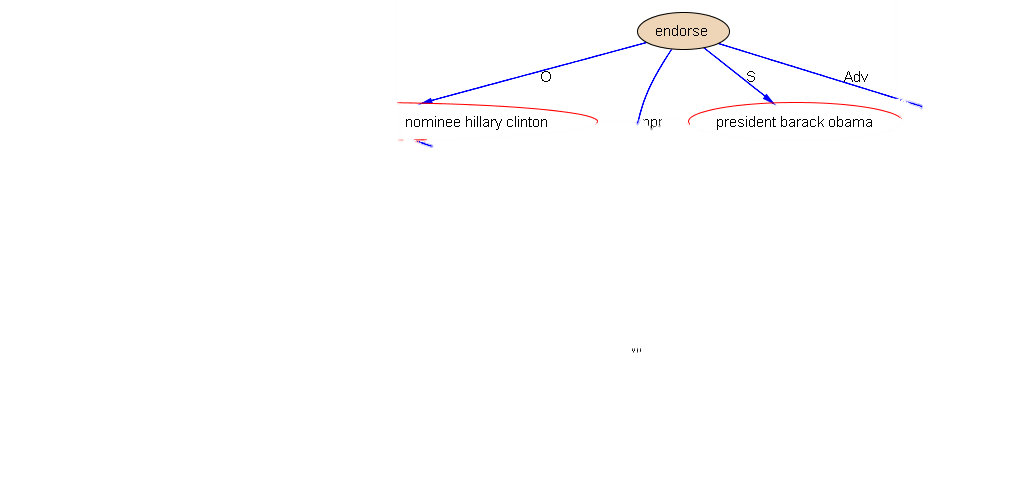 endorse
O
S
Adv
nominee hillary clinton
president barack obama